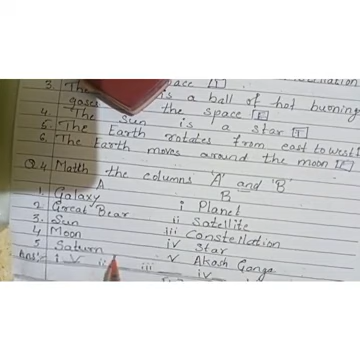 3 The space [T]
is a ball of hot burning
gases the space [F]
4. The sun is a star [T]
5. The Earth rotates from east to west
6. The Earth moves around the moon [F]
Q.4 Match the columns 'A' and 'B'
A B
1. Galaxy i Planet
2 Great Bear ii Satellite
3. Sun iii Constellation
4 Moon iv Star
5 Saturn v Akash Ganga
Ans:- i V ii iii iv